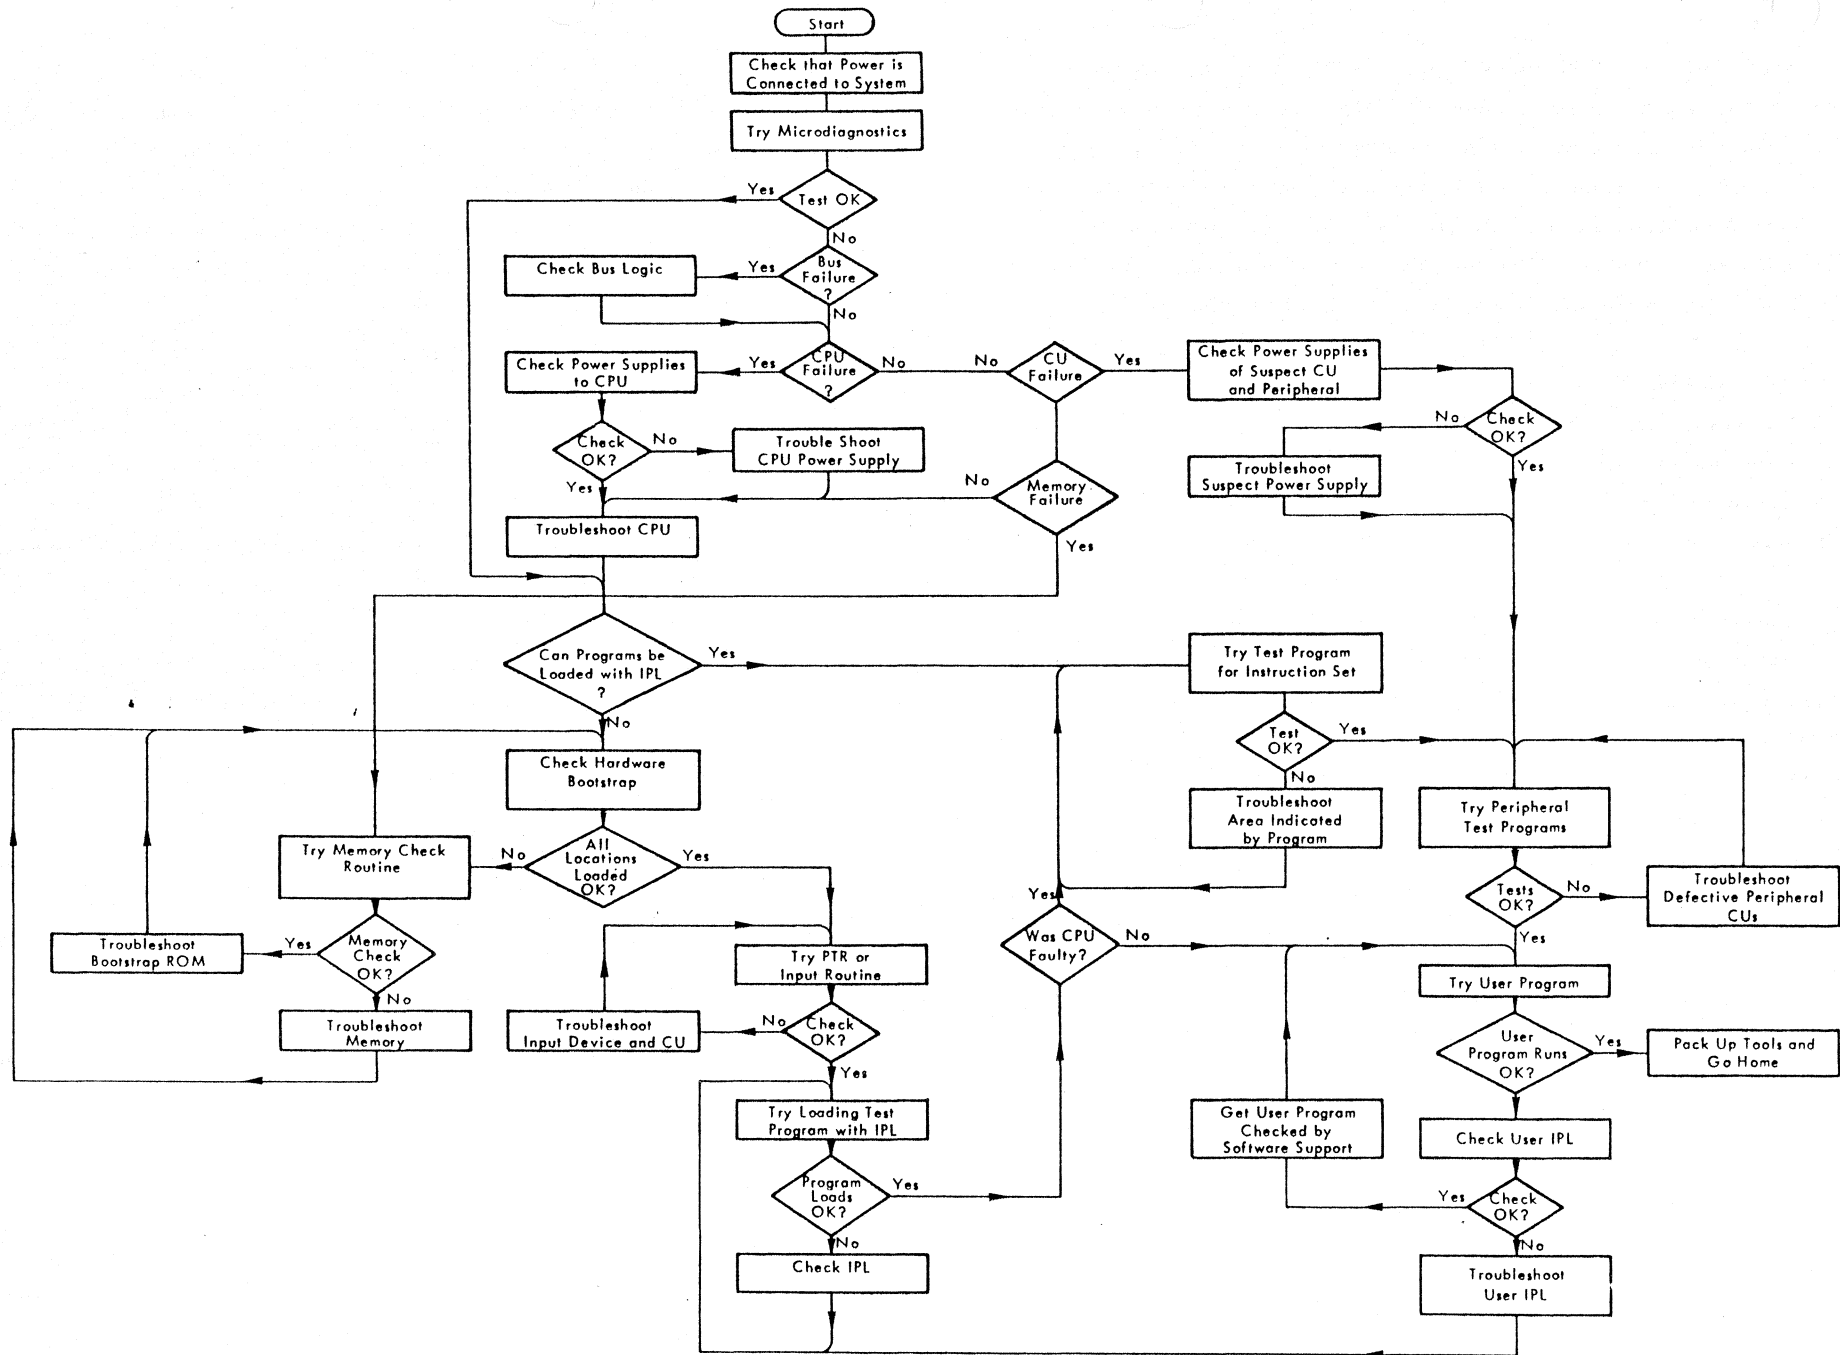 Start
Check that Power is
Connected to System
Try Microdiagnostics
Yes
Test OK
No
Check Bus Logic
Yes
Bus
Failure
?
No
Check Power Supplies
to CPU
Yes
CPU
Failure
?
No
No
CU
Failure
Yes
Check Power Supplies
of Suspect CU
and Peripheral
Check
OK?
No
Trouble Shoot
CPU Power Supply
Yes
No
Check
OK?
Yes
Troubleshoot
Suspect Power Supply
No
Memory
Failure
Yes
Troubleshoot CPU
Can Programs be
Loaded with IPL
?
Yes
No
Try Test Program
for Instruction Set
Test
OK?
Yes
No
Troubleshoot
Area Indicated
by Program
Check Hardware
Bootstrap
Try Memory Check
Routine
No
All
Locations
Loaded
OK?
Yes
Troubleshoot
Bootstrap ROM
Yes
Memory
Check
OK?
No
Troubleshoot
Memory
Try PTR or
Input Routine
Troubleshoot
Input Device and CU
No
Check
OK?
Yes
Try Loading Test
Program with IPL
Program
Loads
OK?
Yes
No
Check IPL
Yes
Was CPU
Faulty?
No
Try Peripheral
Test Programs
Tests
OK?
No
Troubleshoot
Defective Peripheral
CUs
Yes
Try User Program
User
Program Runs
OK?
Yes
Pack Up Tools and
Go Home
Get User Program
Checked by
Software Support
Check User IPL
Yes
Check
OK?
No
Troubleshoot
User IPL